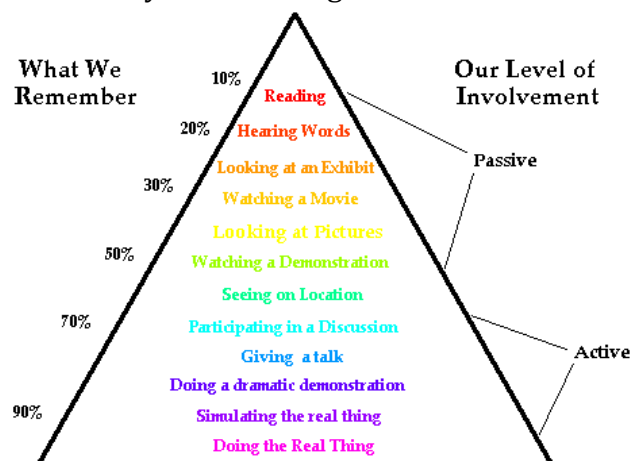 What We
Remember
Our Level of
Involvement
10%
Reading
20%
Hearing Words
Looking at an Exhibit
Passive
30%
Watching a Movie
Looking at Pictures
50%
Watching a Demonstration
Seeing on Location
70%
Participating in a Discussion
Giving a talk
Active
Doing a dramatic demonstration
90%
Simulating the real thing
Doing the Real Thing